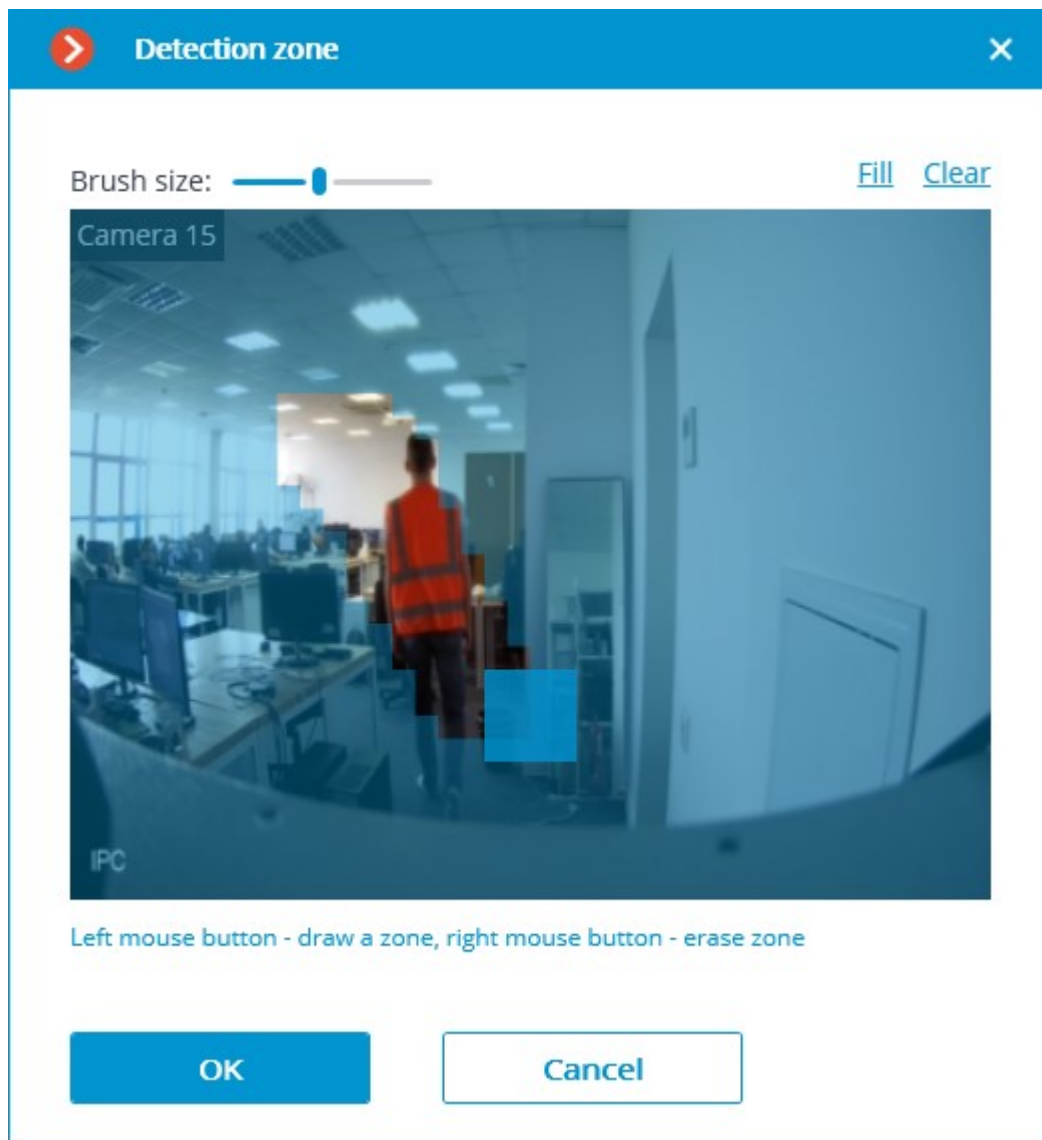 Detection zone
Brush size:
Fill Clear
Camera 15
IPC
Left mouse button - draw a zone, right mouse button - erase zone
OK Cancel